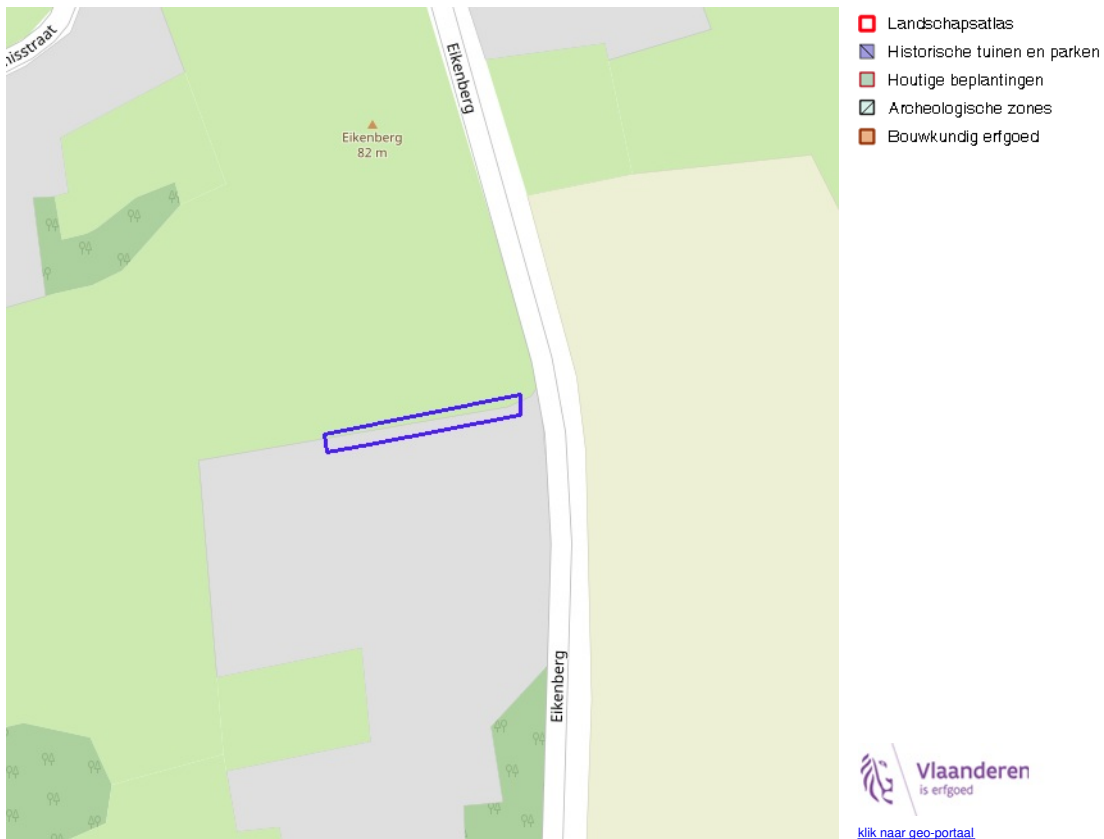 nisstraat
Eikenberg
Eikenberg
82 m
Eikenberg
Landschapsatlas
Historische tuinen en parken
Houtige beplantingen
Archeologische zones
Bouwkundig erfgoed
Vlaanderen
is erfgoed
klik naar geo-portaal